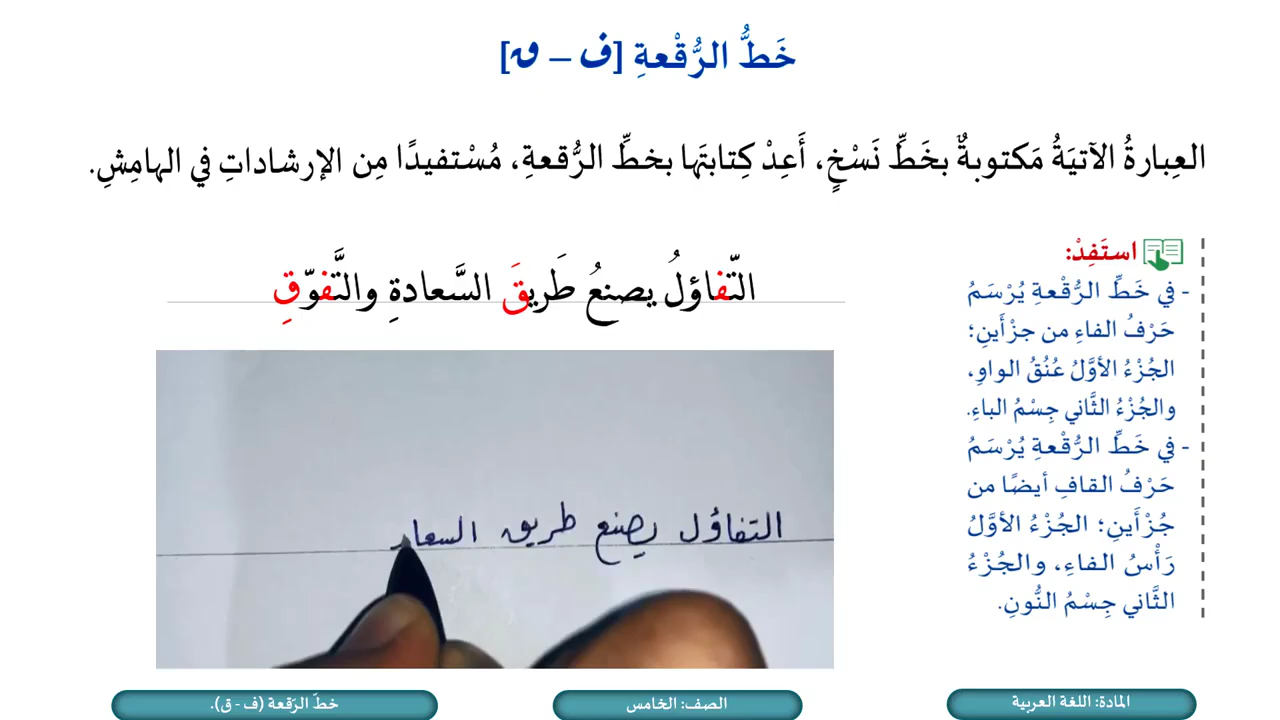 خَطُّ الرُّقْعةِ [ف – ق]
العِبارةُ الآتيَةُ مَكتوبةٌ بخَطِّ نَسْخٍ، أَعِدْ كِتابتَها بخطِّ الرُّقعةِ، مُسْتفيدًا مِن الإرشاداتِ في الهامِشِ.
استَفِدْ:
- في خَطِّ الرُّقْعةِ يُرْسَمُ
حَرْفُ الفاءِ من جزْأَينِ؛
الجُزْءُ الأوَّلُ عُنُقُ الواوِ،
والجُزْءُ الثَّاني جِسْمُ الباءِ.
- في خَطِّ الرُّقْعةِ يُرْسَمُ
حَرْفُ القافِ أيضًا من
جُزْأَينِ؛ الجُزْءُ الأوَّلُ
رَأْسُ الفاءِ، والجُزْءُ
الثَّاني جِسْمُ النُّونِ.
التّفاؤلُ يصنعُ طَريقَ السَّعادةِ والتَّفوّقِ
التفاؤل يصنع طريق السعاد
المادة: اللغة العربية
الصف: الخامس
خطّ الرّقعة (ف - ق).